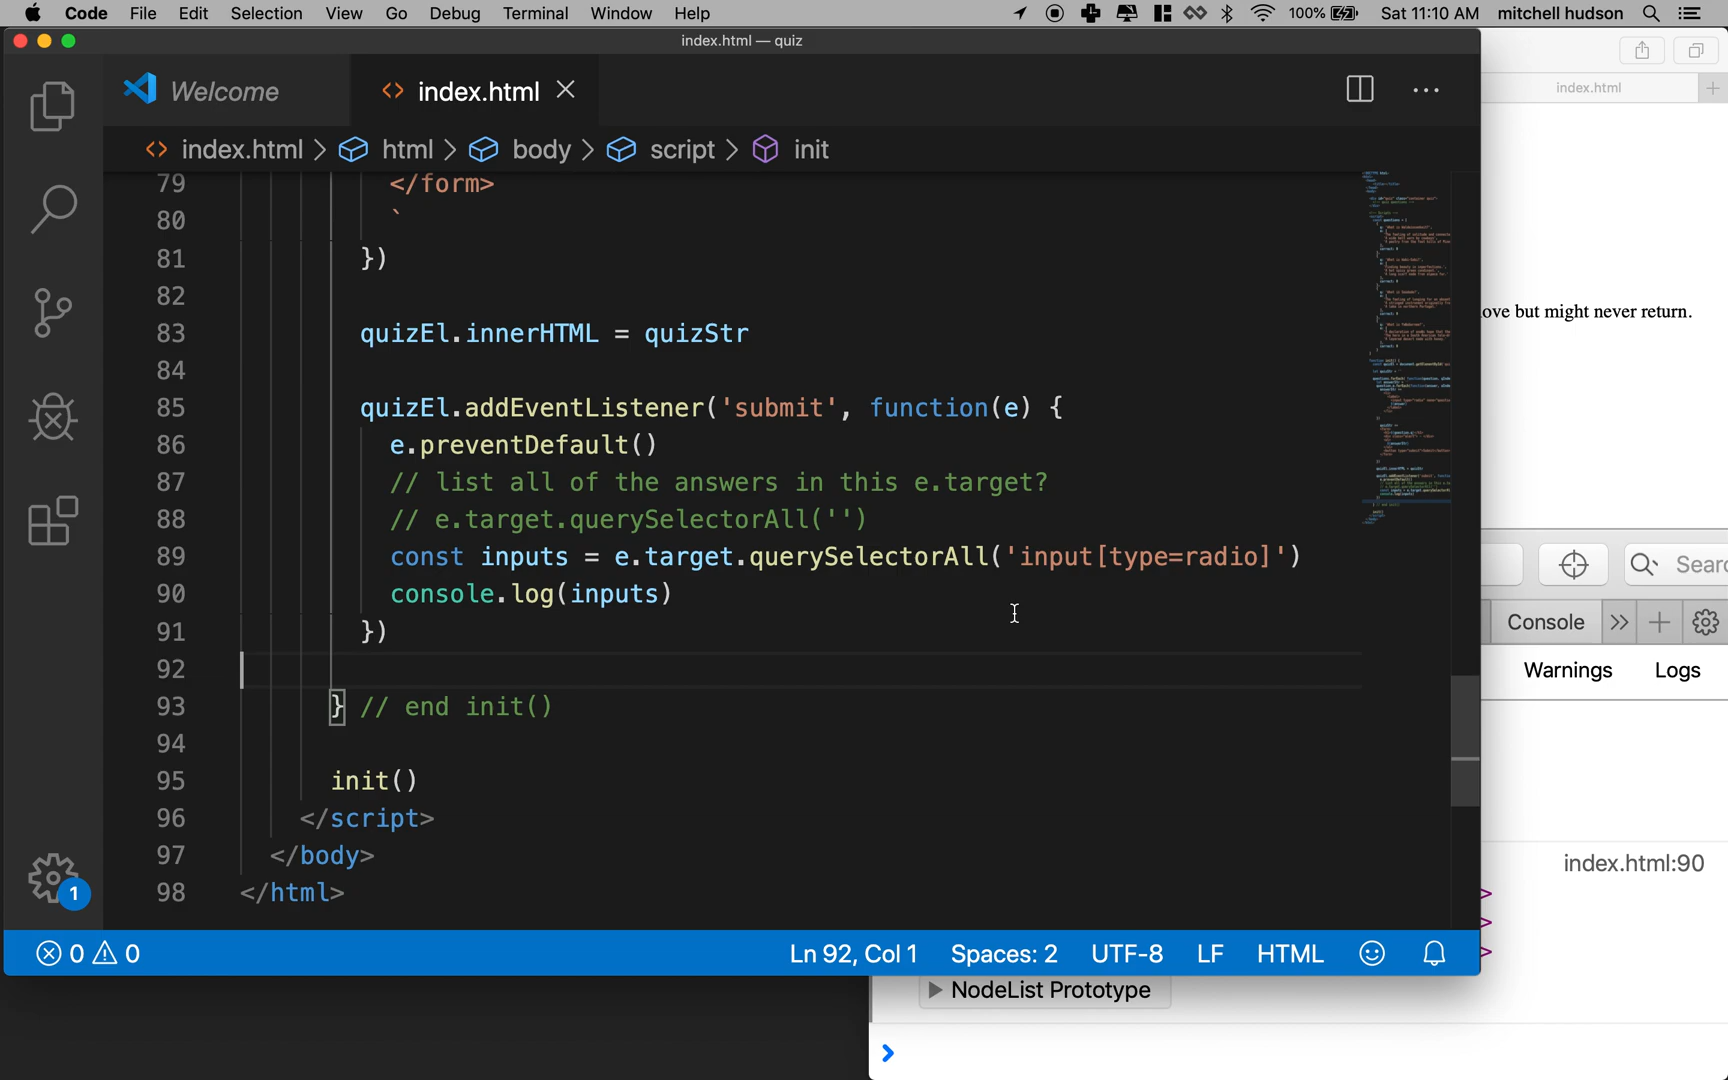 Code File Edit Selection View Go Debug Terminal Window Help 100% Sat 11:10 AM mitchell hudson
index.html — quiz
Welcome index.html
index.html
index.html html body script init
79 </form>
80 `
81 })
82
83 quizEl.innerHTML = quizStr
84
85 quizEl.addEventListener('submit', function(e) {
86 e.preventDefault()
87 // list all of the answers in this e.target?
88 // e.target.querySelectorAll('')
89 const inputs = e.target.querySelectorAll('input[type=radio]')
90 console.log(inputs)
91 })
92
93 } // end init()
94
95 init()
96 </script>
97 </body>
98 </html>
ove but might never return.
Console
Warnings Logs
index.html:90
1
0 0 Ln 92, Col 1 Spaces: 2 UTF-8 LF HTML
NodeList Prototype